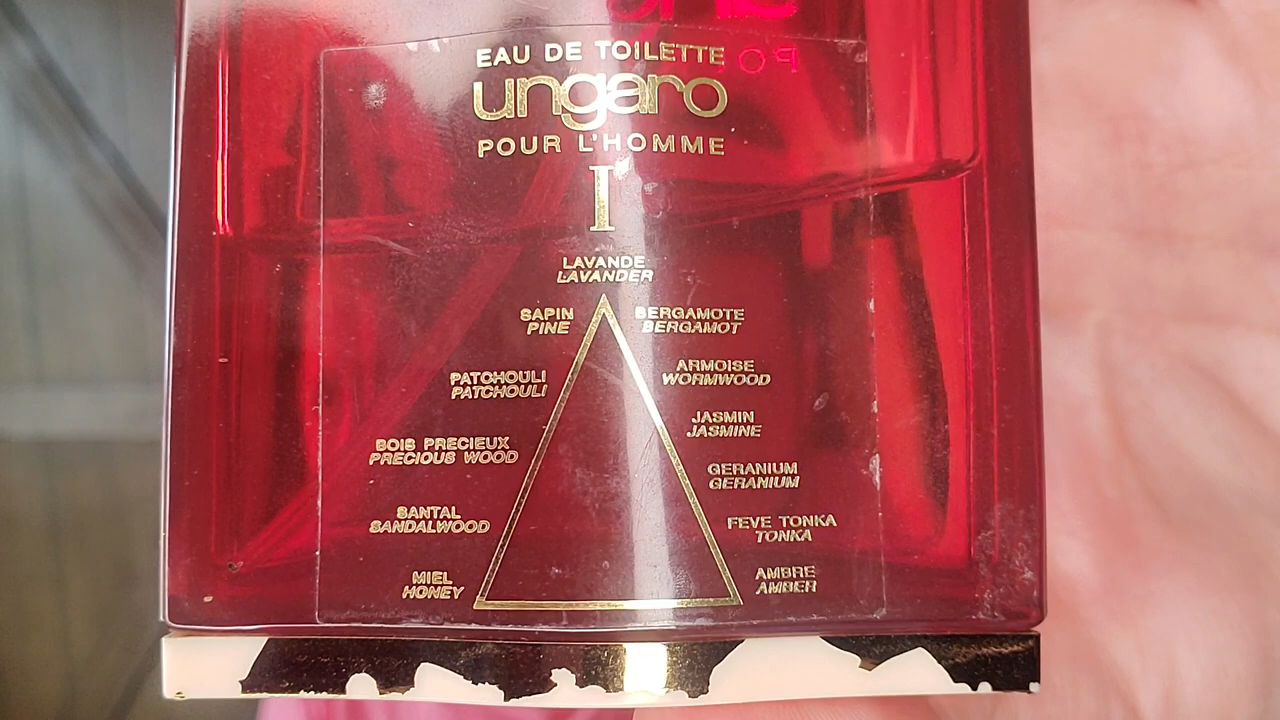 EAU DE TOILETTE
ungaro
POUR L'HOMME
I
LAVANDE
LAVANDER
SAPIN
PINE
BERGAMOTE
BERGAMOT
ARMOISE
WORMWOOD
PATCHOULI
PATCHOULI
JASMIN
JASMINE
BOIS PRECIEUX
PRECIOUS WOOD
GERANIUM
GERANIUM
SANTAL
SANDALWOOD
FEVE TONKA
TONKA
MIEL
HONEY
AMBRE
AMBER